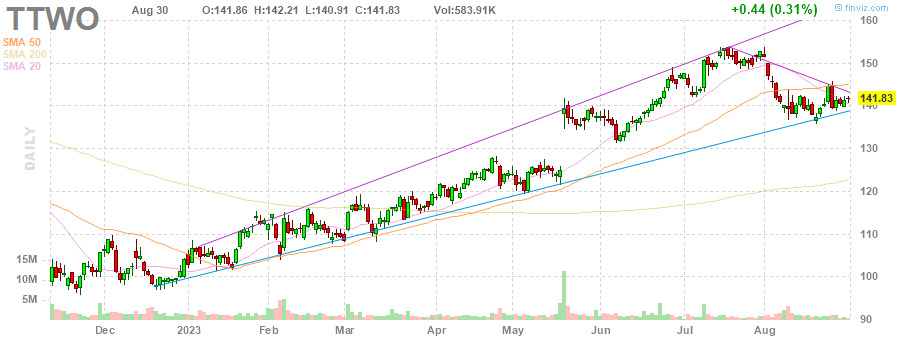 TTWO Aug 30 O:141.86 H:142.21 L:140.91 C:141.83 Vol:583.91K +0.44 (0.31%) © finviz.com
SMA 50
SMA 200
SMA 20
DAILY
160
150
141.83
140
130
120
110
100
90
15M
10M
5M
Dec 2023 Feb Mar Apr May Jun Jul Aug